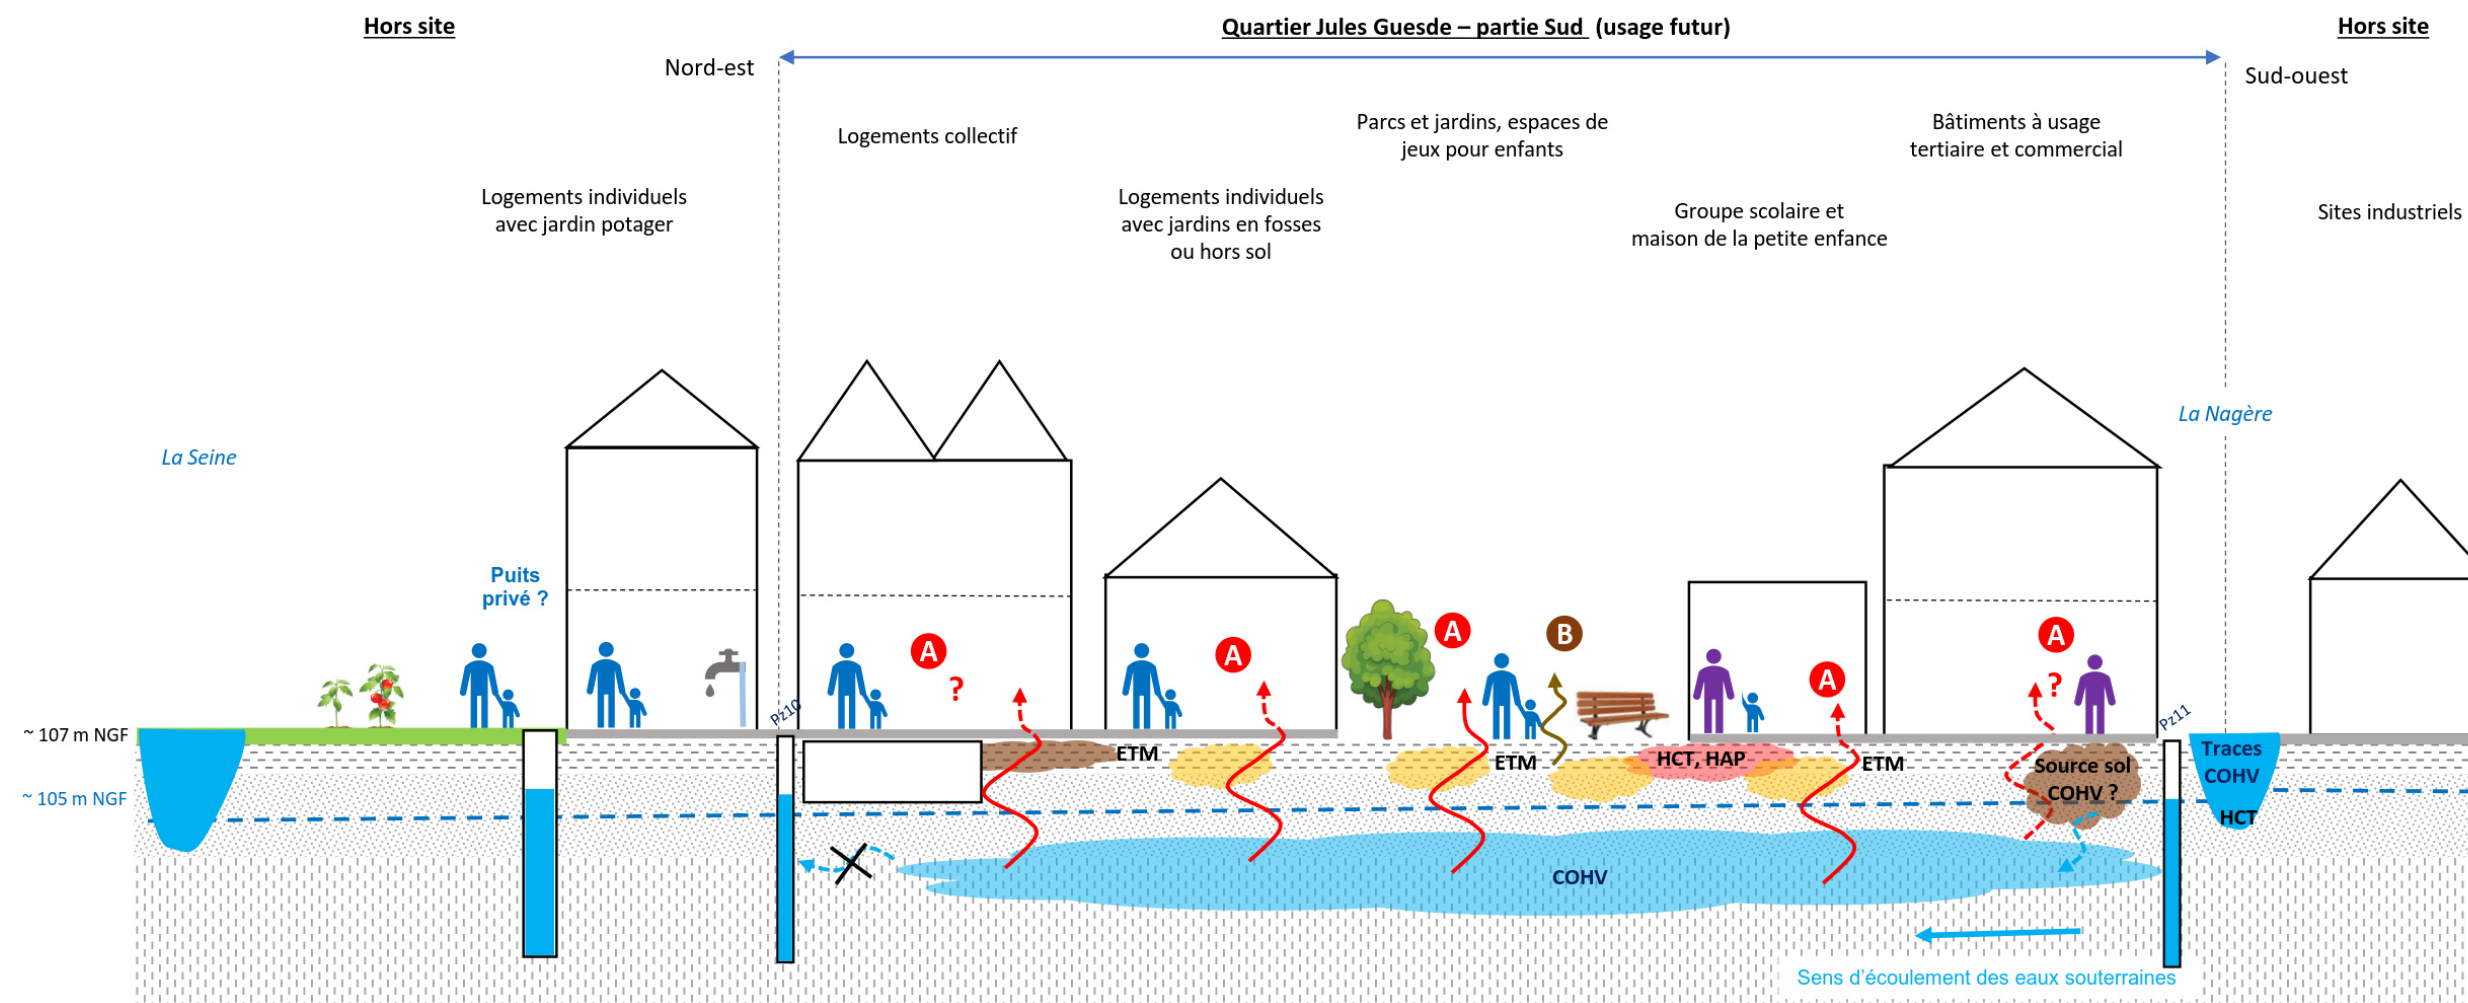 Hors site
Quartier Jules Guesde – partie Sud (usage futur)
Hors site
Nord-est
Sud-ouest
Logements collectif
Parcs et jardins, espaces de
jeux pour enfants
Bâtiments à usage
tertiaire et commercial
Logements individuels
avec jardin potager
Logements individuels
avec jardins en fosses
ou hors sol
Groupe scolaire et
maison de la petite enfance
Sites industriels
La Seine
La Nagère
Puits
privé ?
A
?
A
A
B
A
A
?
Pz10
Pz11
~ 107 m NGF
~ 105 m NGF
ETM
ETM
HCT, HAP
ETM
Source sol
COHV ?
Traces
COHV
HCT
COHV
Sens d'écoulement des eaux souterraines